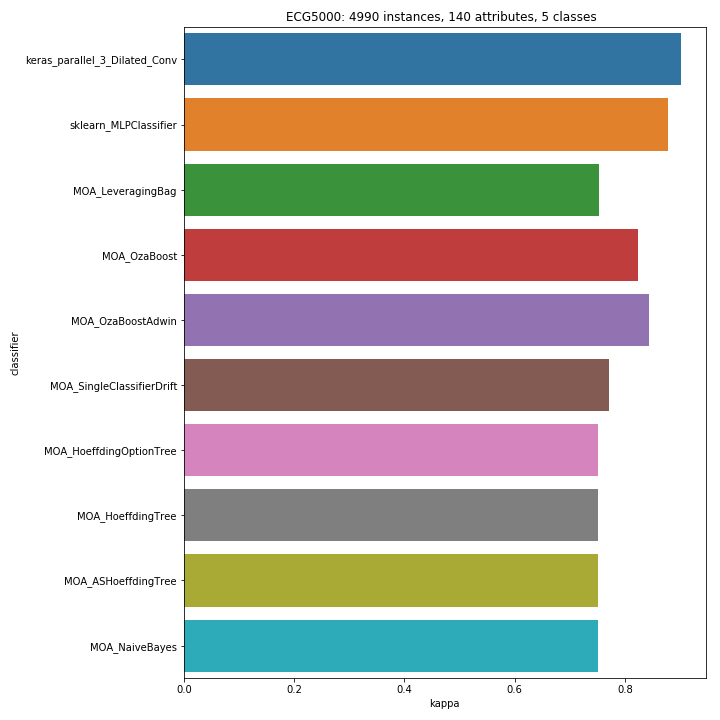 ECG5000: 4990 instances, 140 attributes, 5 classes
keras_parallel_3_Dilated_Conv
sklearn_MLPClassifier
MOA_LeveragingBag
MOA_OzaBoost
MOA_OzaBoostAdwin
MOA_SingleClassifierDrift
MOA_HoeffdingOptionTree
MOA_HoeffdingTree
MOA_ASHoeffdingTree
MOA_NaiveBayes
classifier
0.0 0.2 0.4 0.6 0.8
kappa